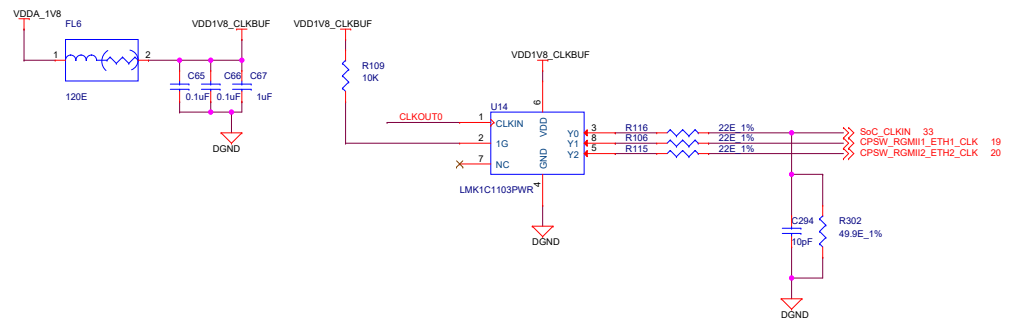 VDDA_1V8
FL6
1
2
120E
VDD1V8_CLKBUF
C65
0.1uF
C66
0.1uF
C67
1uF
DGND
VDD1V8_CLKBUF
R109
10K
VDD1V8_CLKBUF
U14
CLKOUT0
1
CLKIN
2
1G
7
NC
6
VDD
GND
4
Y0
3
Y1
8
Y2
5
LMK1C1103PWR
DGND
R116
22E_1%
SoC_CLKIN 33
R106
22E_1%
CPSW_RGMII1_ETH1_CLK 19
R115
22E_1%
CPSW_RGMII2_ETH2_CLK 20
C294
10pF
R302
49.9E_1%
DGND